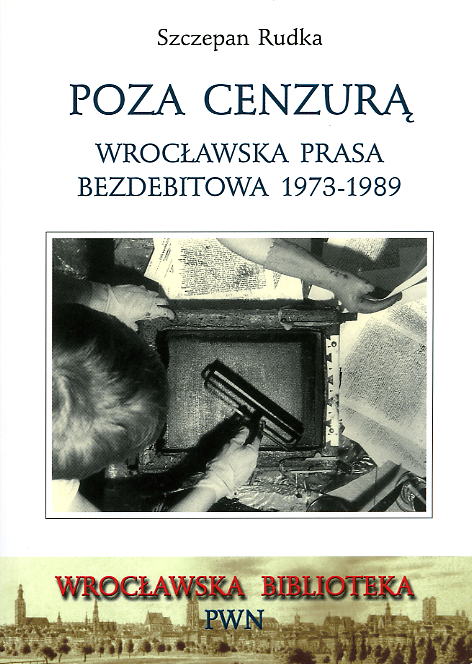 Szczepan Rudka
POZA CENZURĄ
WROCŁAWSKA PRASA
BEZDEBITOWA 1973-1989
WROCŁAWSKA BIBLIOTEKA
PWN